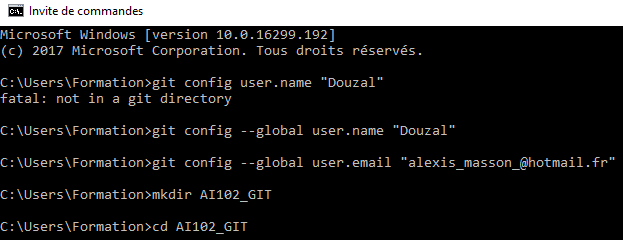 Invite de commandes
Microsoft Windows [version 10.0.16299.192]
(c) 2017 Microsoft Corporation. Tous droits réservés.
C:\Users\Formation>git config user.name "Douzal"
fatal: not in a git directory
C:\Users\Formation>git config --global user.name "Douzal"
C:\Users\Formation>git config --global user.email "alexis_masson_@hotmail.fr"
C:\Users\Formation>mkdir AI102_GIT
C:\Users\Formation>cd AI102_GIT